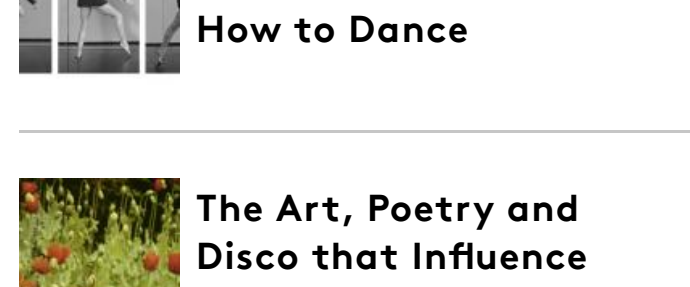 How to Dance
The Art, Poetry and
Disco that Influence